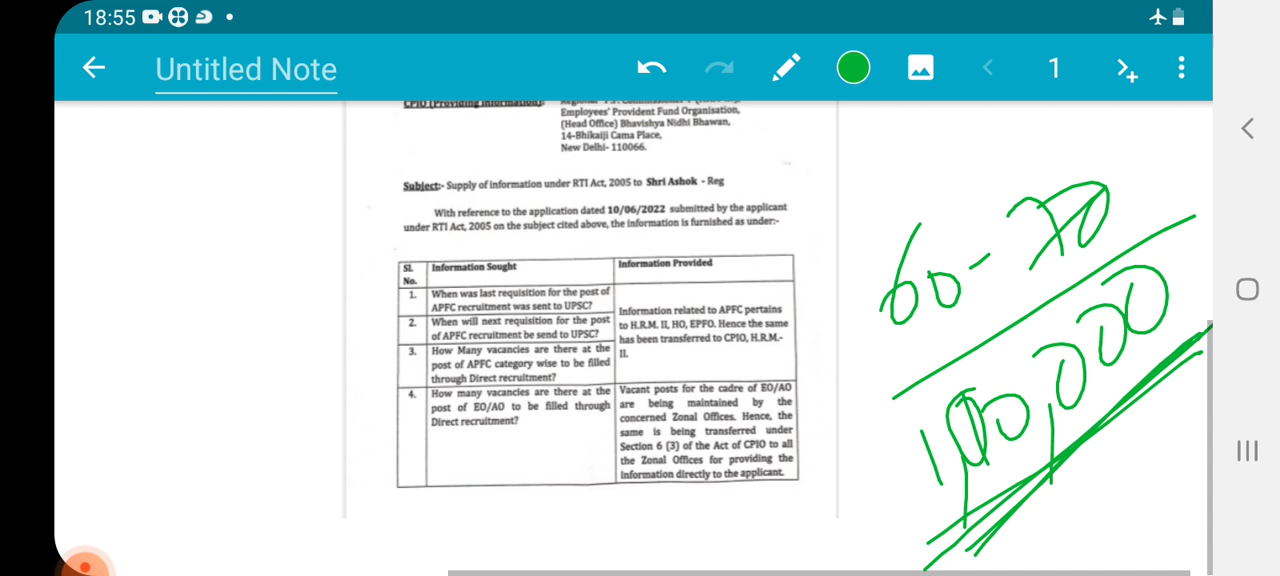 18:55
Untitled Note
1
CPIO (Providing Information):
Employees' Provident Fund Organisation,
(Head Office) Bhavishya Nidhi Bhawan,
14-Bhikaiji Cama Place,
New Delhi- 110066.
Subject:- Supply of information under RTI Act, 2005 to Shri Ashok - Reg
With reference to the application dated 10/06/2022 submitted by the applicant
under RTI Act, 2005 on the subject cited above, the information is furnished as under:-
Sl. No.
Information Sought
Information Provided
1.
When was last requisition for the post of
APFC recruitment was sent to UPSC?
2.
When will next requisition for the post
of APFC recruitment be send to UPSC?
3.
How Many vacancies are there at the
post of APFC category wise to be filled
through Direct recruitment?
Information related to APFC pertains
to H.R.M. II, HO, EPFO. Hence the same
has been transferred to CPIO, H.R.M.-
II.
4.
How many vacancies are there at the
post of EO/AO to be filled through
Direct recruitment?
Vacant posts for the cadre of EO/AO
are being maintained by the
concerned Zonal Offices. Hence, the
same is being transferred under
Section 6 (3) of the Act of CPIO to all
the Zonal Offices for providing the
information directly to the applicant.
60-70